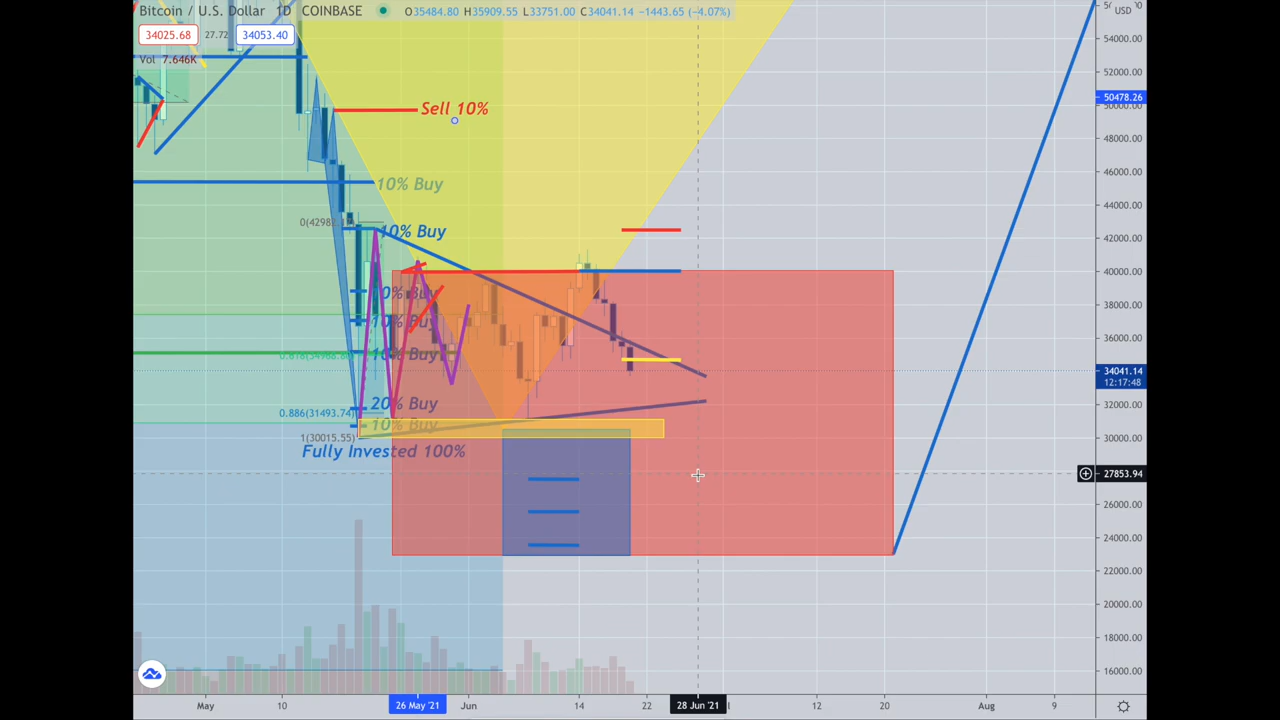 Bitcoin / U.S. Dollar 1D COINBASE O35484.80 H35909.55 L33751.00 C34041.14 −1443.65 (−4.07%)
34025.68 27.72 34053.40
Vol 7.646K
USD
54000.00
52000.00
50478.26
50000.00
48000.00
46000.00
44000.00
42000.00
40000.00
38000.00
36000.00
34041.14
12:17:48
32000.00
30000.00
27853.94
26000.00
24000.00
22000.00
20000.00
18000.00
16000.00
Sell 10%
10% Buy
10% Buy
10% Buy
10% Buy
10% Buy
20% Buy
10% Buy
Fully Invested 100%
0.886(31493.74)
1(30015.55)
May 10 26 May '21 Jun 14 22 28 Jun '21 12 20 Aug 9